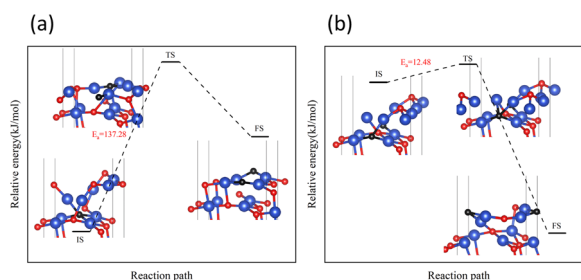 (a)
Relative energy(kJ/mol)
TS
Ea=137.28
FS
IS
Reaction path
(b)
Relative energy(kJ/mol)
Ea=12.48
IS
TS
FS
Reaction path